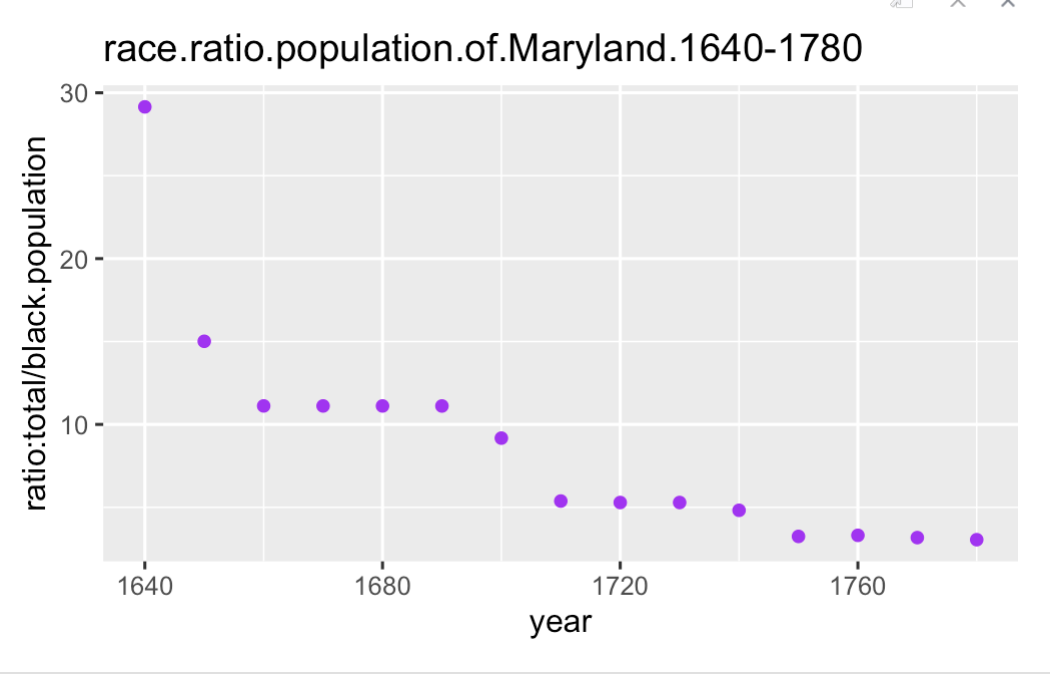 race.ratio.population.of.Maryland.1640-1780
ratio:total/black.population
30
20
10
1640 1680 1720 1760
year